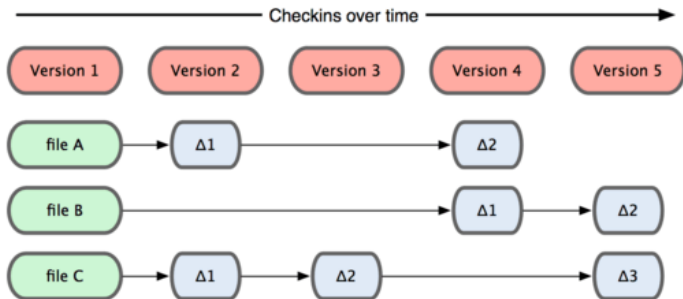 Checkins over time
Version 1 Version 2 Version 3 Version 4 Version 5
file A Δ1 Δ2
file B Δ1 Δ2
file C Δ1 Δ2 Δ3